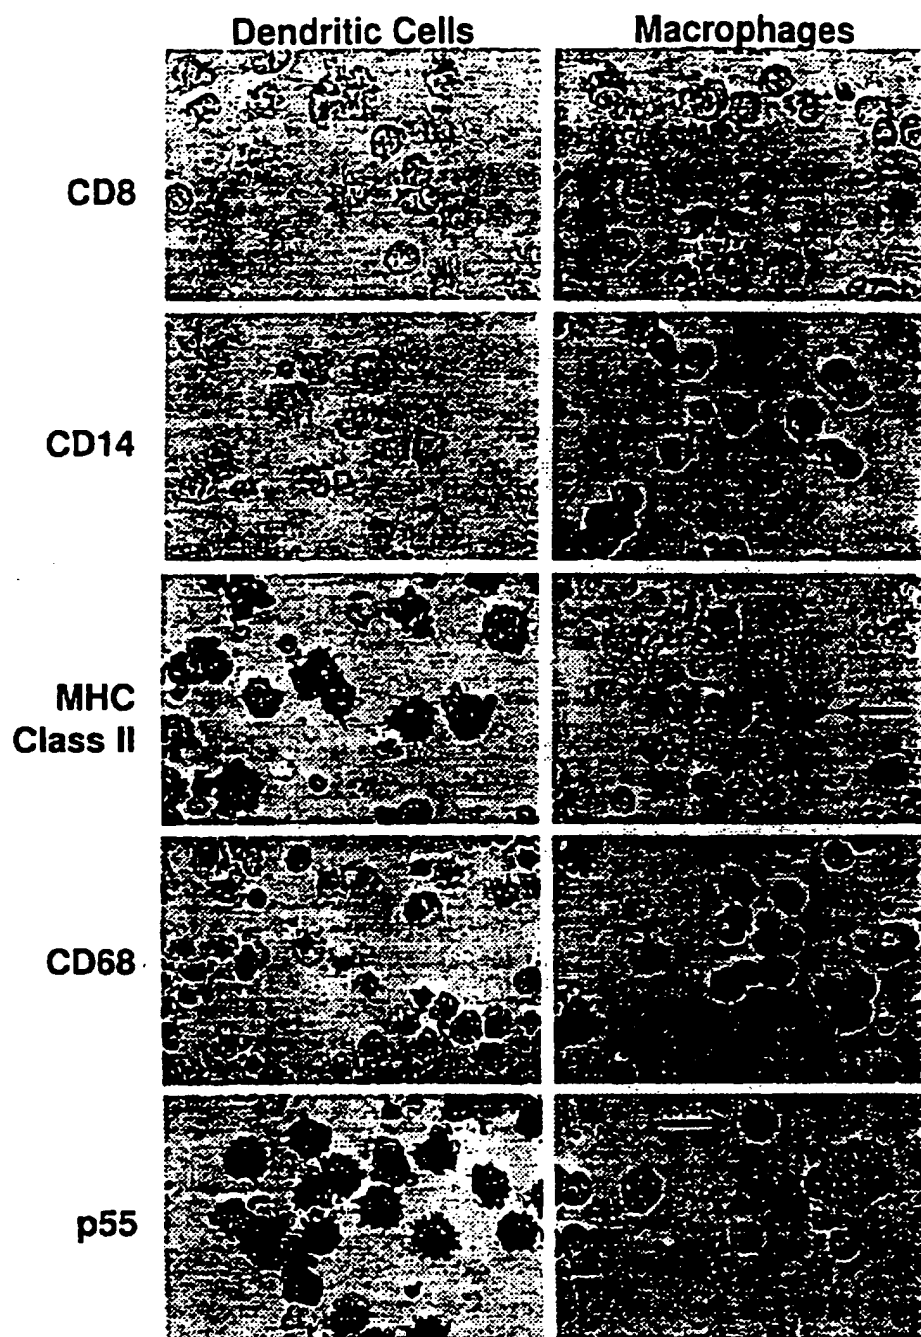 Dendritic Cells
Macrophages
CD8
CD14
MHC
Class II
CD68
p55